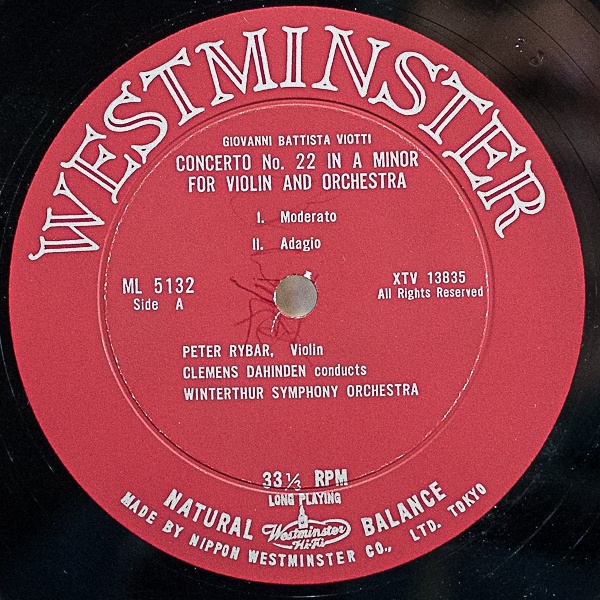 WESTMINSTER
GIOVANNI BATTISTA VIOTTI
CONCERTO No. 22 IN A MINOR
FOR VIOLIN AND ORCHESTRA
I. Moderato
II. Adagio
ML 5132
Side A
XTV 13835
All Rights Reserved
PETER RYBAR, Violin
CLEMENS DAHINDEN conducts
WINTERTHUR SYMPHONY ORCHESTRA
33 1/3 RPM
LONG PLAYING
NATURAL BALANCE
Westminster
Hi-Fi
MADE BY NIPPON WESTMINSTER CO., LTD. TOKYO